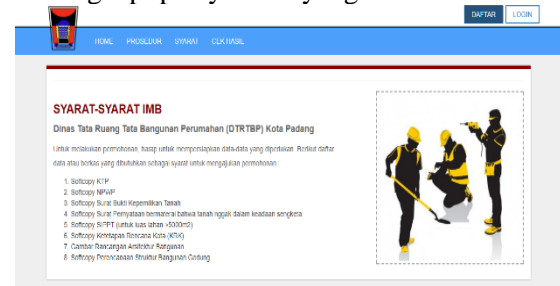 DAFTAR LOGIN
HOME PROSEDUR SYARAT CEK HASIL
SYARAT-SYARAT IMB
Dinas Tata Ruang Tata Bangunan Perumahan (DTRTBP) Kota Padang
Untuk melakukan permohonan, harap untuk mempersiapkan data-data yang diperlukan. Berikut daftar
data atau berkas yang dibutuhkan sebagai syarat untuk mengajukan permohonan :
1. Softcopy KTP
2. Softcopy NPWP
3. Softcopy Surat Bukti Kepemilikan Tanah
4. Softcopy Surat Pernyataan bermaterai bahwa tanah nggak dalam keadaan sengketa
5. Softcopy SIPPT (untuk luas lahan >5000m2)
6. Softcopy Ketetapan Rencana Kota (KRK)
7. Gambar Rancangan Arsitektur Bangunan
8. Softcopy Perencanaan Struktur Bangunan Gedung